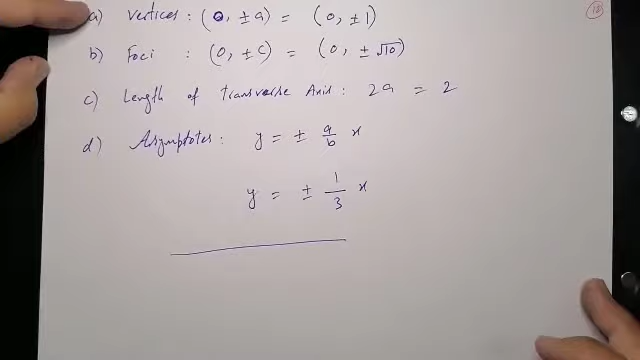 a) Vertices : (0, ±a) = (0, ±1)
b) Foci : (0, ±c) = (0, ±√10)
c) Length of Transverse Axis : 2a = 2
d) Asymptotes : y = ± a/b x
y = ± 1/3 x